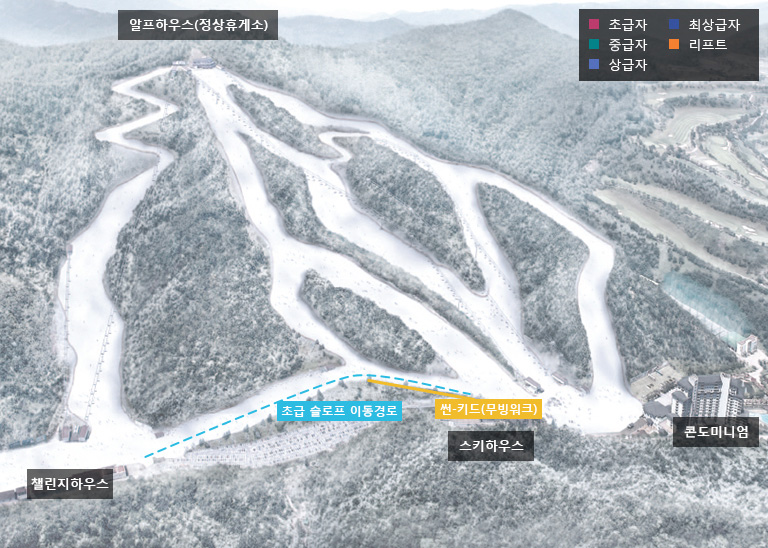 알프하우스(정상휴게소)
초급자
최상급자
중급자
리프트
상급자
초급 슬로프 이동경로
썬-키드(무빙워크)
스키하우스
콘도미니엄
챌린지하우스